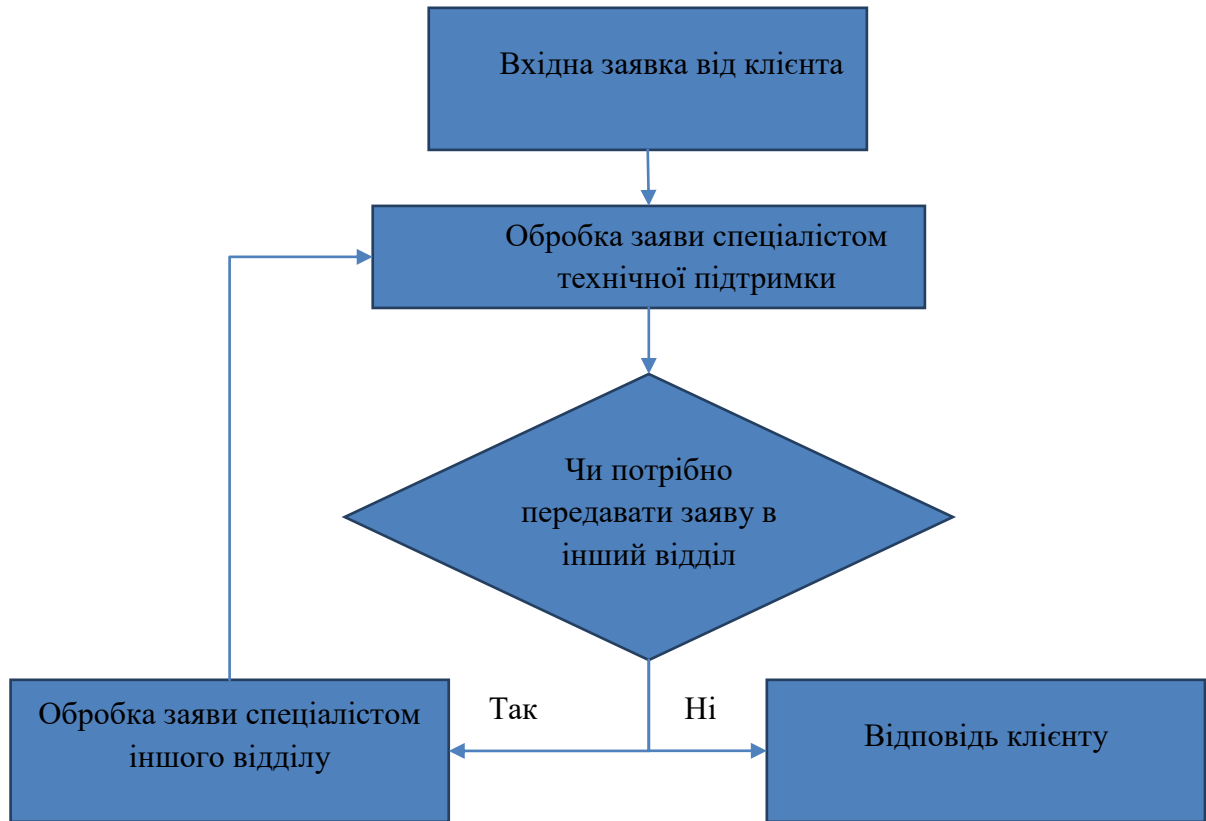 Вхідна заявка від клієнта
Обробка заяви спеціалістом
технічної підтримки
Чи потрібно
передавати заяву в
інший відділ
Так
Ні
Обробка заяви спеціалістом
іншого відділу
Відповідь клієнту